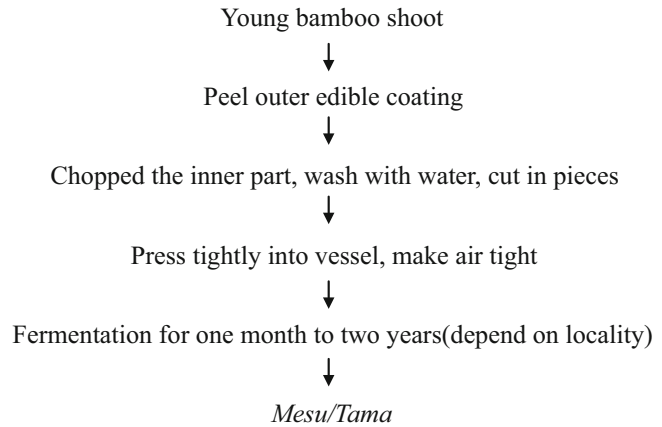 Young bamboo shoot
Peel outer edible coating
Chopped the inner part, wash with water, cut in pieces
Press tightly into vessel, make air tight
Fermentation for one month to two years(depend on locality)
Mesu/Tama